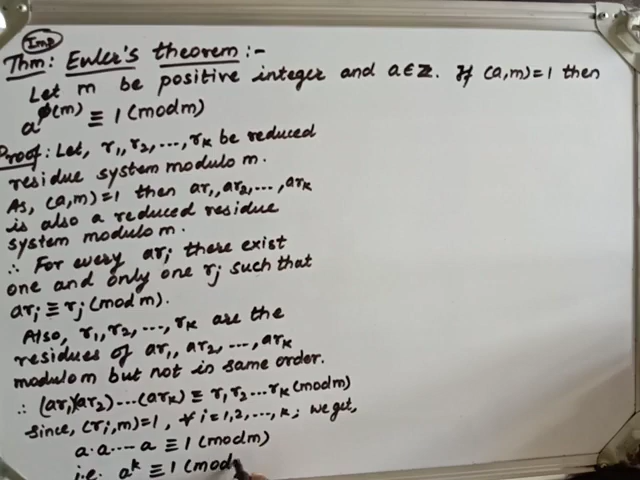 Imp
Thm: Euler's theorem :-
Let m be positive integer and a∈ℤ. If (a,m)=1 then
a^ϕ(m) ≡ 1 (mod m)
Proof: Let, r₁, r₂, ..., rₖ be reduced
residue system modulo m.
As, (a,m)=1 then ar₁, ar₂, ..., arₖ
is also a reduced residue
system modulo m.
∴ For every arᵢ there exist
one and only one rⱼ such that
arᵢ ≡ rⱼ (mod m).
Also, r₁, r₂, ..., rₖ are the
residues of ar₁, ar₂, ..., arₖ
modulo m but not in same order.
∴ (ar₁)(ar₂)----(arₖ) ≡ r₁ r₂...rₖ (mod m)
Since, (rᵢ,m)=1, ∀ i=1,2,...,k; we get,
a·a---a ≡ 1 (mod m)
i.e. aᵏ ≡ 1 (mod